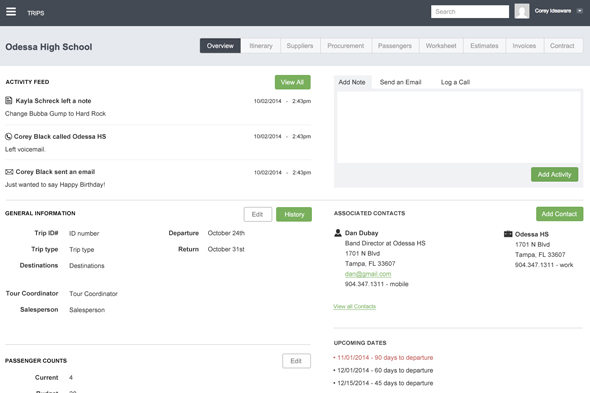 TRIPS
Search
Corey Ideaware
Odessa High School
Overview
Itinerary
Suppliers
Procurement
Passengers
Worksheet
Estimates
Invoices
Contract
ACTIVITY FEED
View All
Kayla Schreck left a note
10/02/2014 - 2:43pm
Change Bubba Gump to Hard Rock
Corey Black called Odessa HS
10/02/2014 - 2:43pm
Left voicemail.
Corey Black sent an email
10/02/2014 - 2:43pm
Just wanted to say Happy Birthday!
Add Note
Send an Email
Log a Call
Add Activity
GENERAL INFORMATION
Edit
History
Trip ID# ID number
Departure October 24th
Trip type Trip type
Return October 31st
Destinations Destinations
Tour Coordinator Tour Coordinator
Salesperson Salesperson
ASSOCIATED CONTACTS
Add Contact
Dan Dubay
Band Director at Odessa HS
1701 N Blvd
Tampa, FL 33607
dan@gmail.com
904.347.1311 - mobile
Odessa HS
1701 N Blvd
Tampa, FL 33607
904.347.1311 - work
View all Contacts
UPCOMING DATES
• 11/01/2014 - 90 days to departure
• 12/01/2014 - 60 days to departure
• 12/15/2014 - 45 days to departure
PASSENGER COUNTS
Edit
Current 4